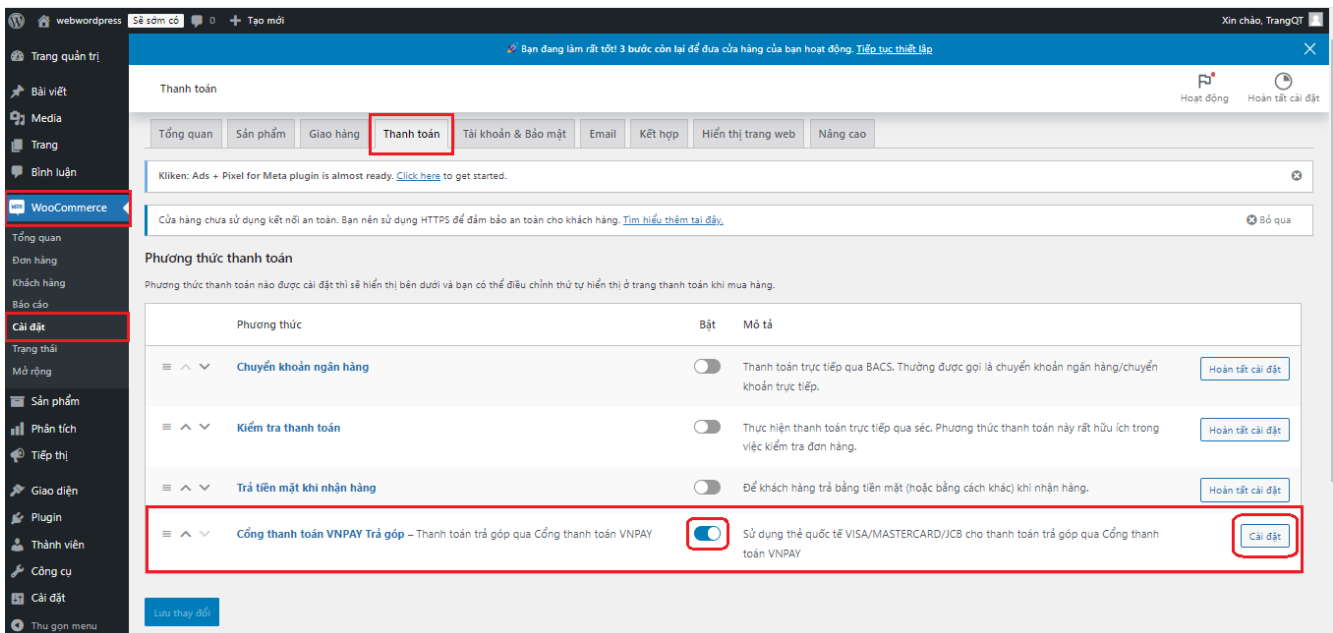 webwordpress Sẽ sớm có 0 + Tạo mới Xin chào, TrangQT
🎉 Bạn đang làm rất tốt! 3 bước còn lại để đưa cửa hàng của bạn hoạt động. Tiếp tục thiết lập
Trang quản trị
Bài viết
Media
Trang
Bình luận
WooCommerce
Tổng quan
Đơn hàng
Khách hàng
Báo cáo
Cài đặt
Trạng thái
Mở rộng
Sản phẩm
Phân tích
Tiếp thị
Giao diện
Plugin
Thành viên
Công cụ
Cài đặt
Thu gọn menu
Thanh toán
Hoạt động Hoàn tất cài đặt
Tổng quan Sản phẩm Giao hàng Thanh toán Tài khoản & Bảo mật Email Kết hợp Hiển thị trang web Nâng cao
Kliken: Ads + Pixel for Meta plugin is almost ready. Click here to get started.
Cửa hàng chưa sử dụng kết nối an toàn. Bạn nên sử dụng HTTPS để đảm bảo an toàn cho khách hàng. Tìm hiểu thêm tại đây. Bỏ qua
Phương thức thanh toán
Phương thức thanh toán nào được cài đặt thì sẽ hiển thị bên dưới và bạn có thể điều chỉnh thứ tự hiển thị ở trang thanh toán khi mua hàng.
Phương thức Bật Mô tả
Chuyển khoản ngân hàng Thanh toán trực tiếp qua BACS. Thường được gọi là chuyển khoản ngân hàng/chuyển Hoàn tất cài đặt
khoản trực tiếp.
Kiểm tra thanh toán Thực hiện thanh toán trực tiếp qua séc. Phương thức thanh toán này rất hữu ích trong Hoàn tất cài đặt
việc kiểm tra đơn hàng.
Trả tiền mặt khi nhận hàng Để khách hàng trả bằng tiền mặt (hoặc bằng cách khác) khi nhận hàng. Hoàn tất cài đặt
Cổng thanh toán VNPAY Trả góp – Thanh toán trả góp qua Cổng thanh toán VNPAY Sử dụng thẻ quốc tế VISA/MASTERCARD/JCB cho thanh toán trả góp qua Cổng thanh Cài đặt
toán VNPAY
Lưu thay đổi